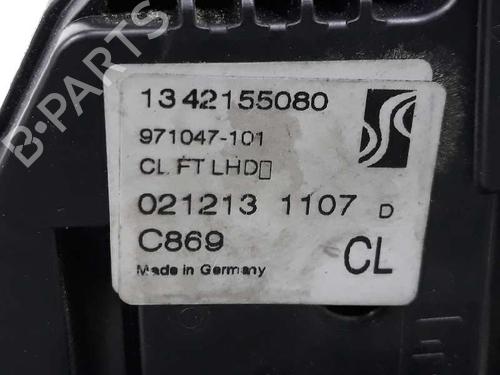 1342155080
971047-101
CL FT LHD▯
021213 1107 D
C869
CL
Made in Germany
B-PARTS